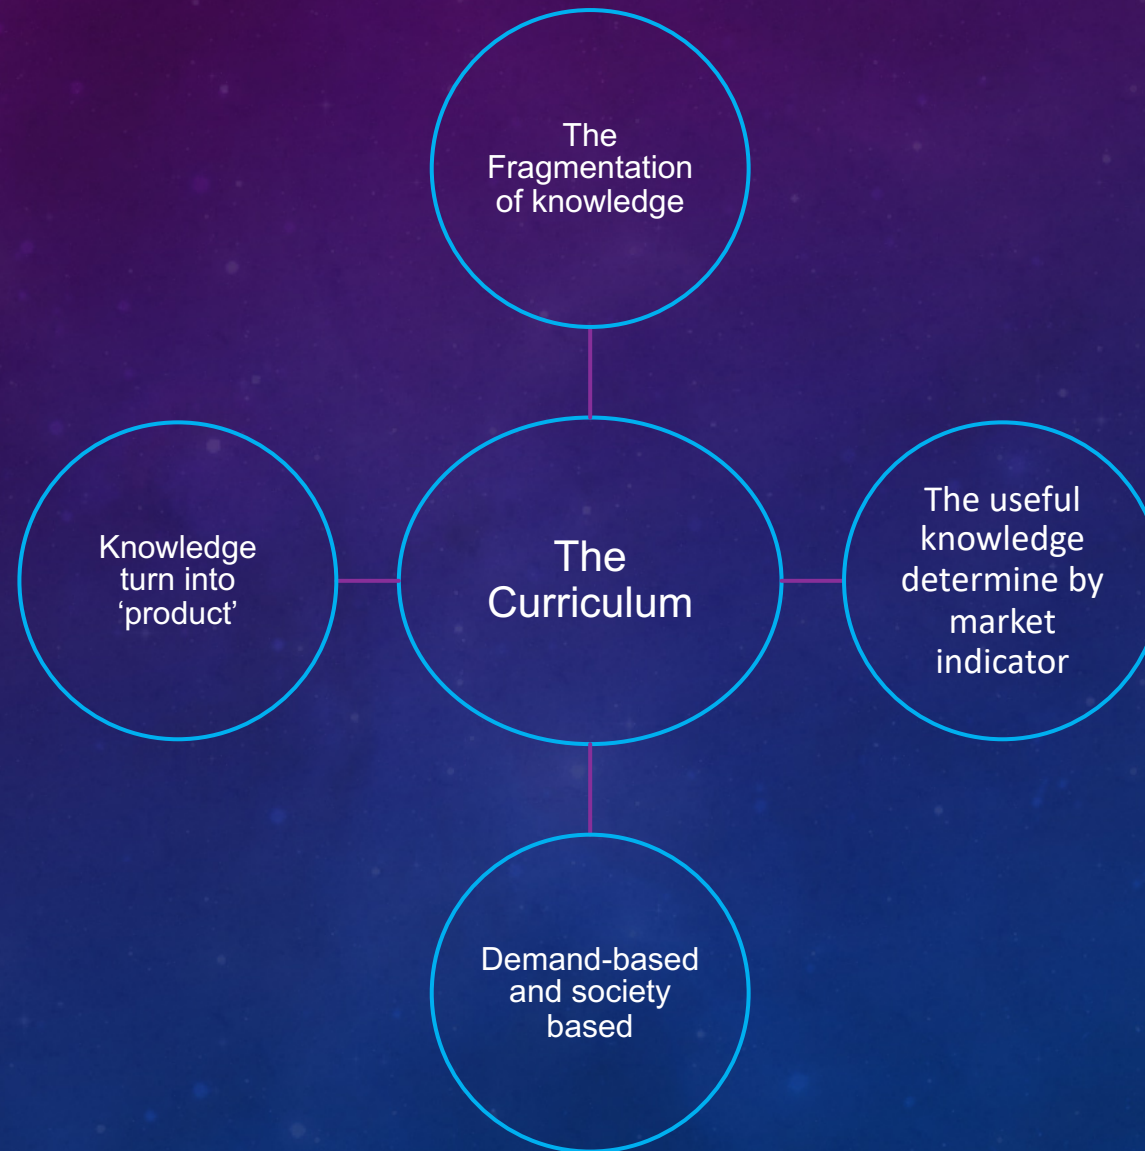 The
Fragmentation
of knowledge
Knowledge
turn into
‘product’
The
Curriculum
The useful
knowledge
determine by
market
indicator
Demand-based
and society
based